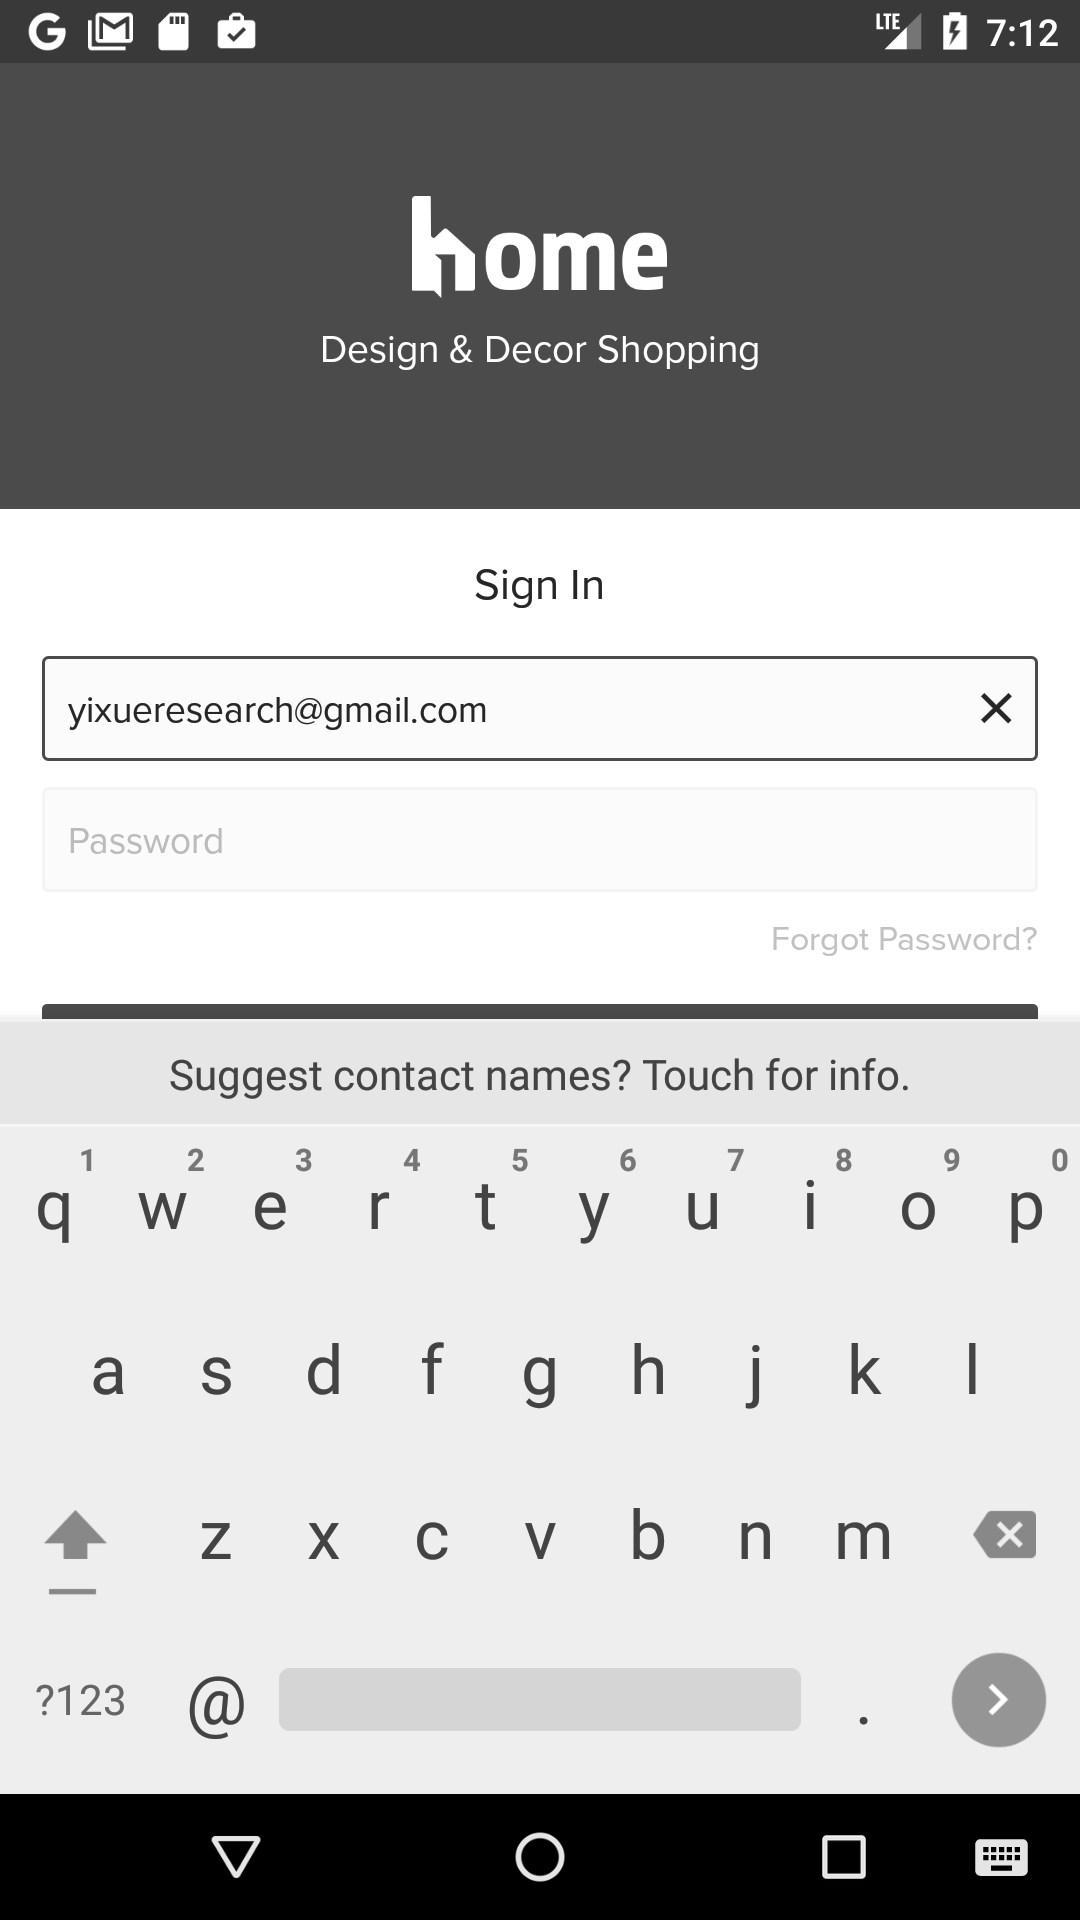 LTE 7:12
home
Design & Decor Shopping
Sign In
yixueresearch@gmail.com
Password
Forgot Password?
Suggest contact names? Touch for info.
1 2 3 4 5 6 7 8 9 0
q w e r t y u i o p
a s d f g h j k l
z x c v b n m
?123 @ .